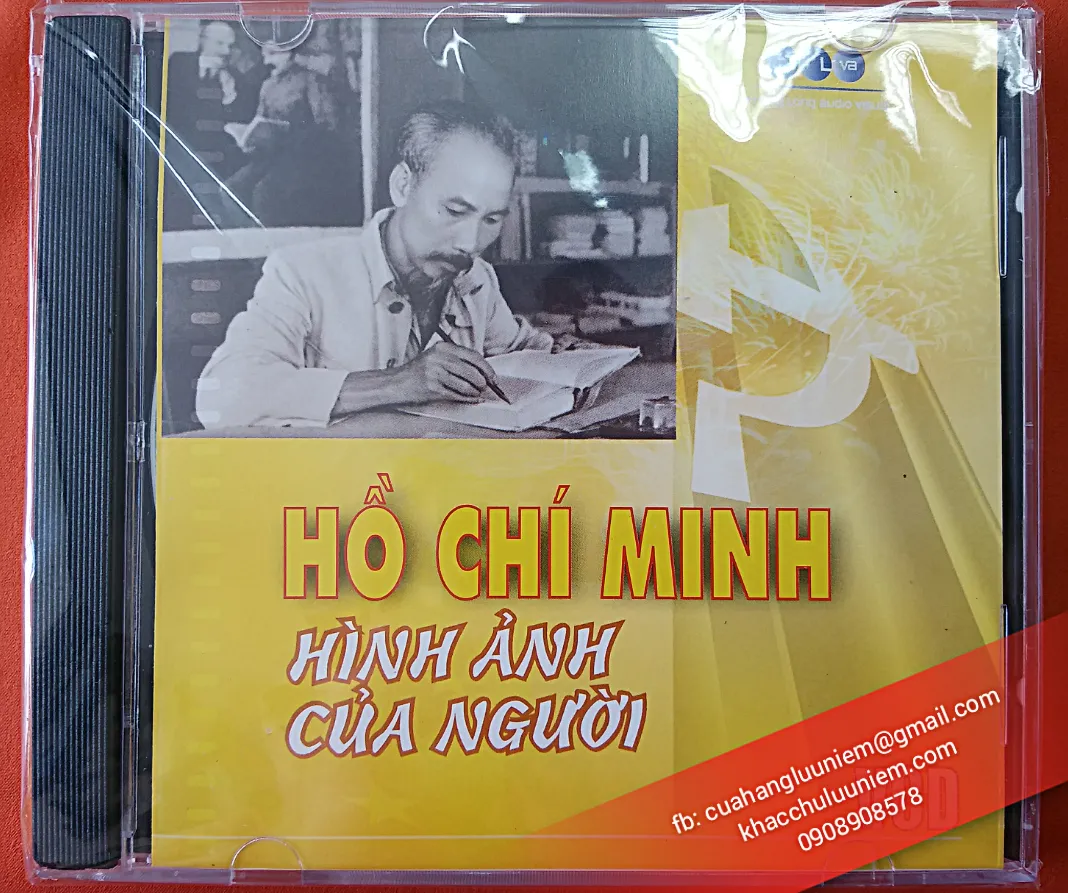 HỒ CHÍ MINH
HÌNH ẢNH
CỦA NGƯỜI
fb: cuahangluuniem@gmail.com
khacchuluuniem.com
0908908578